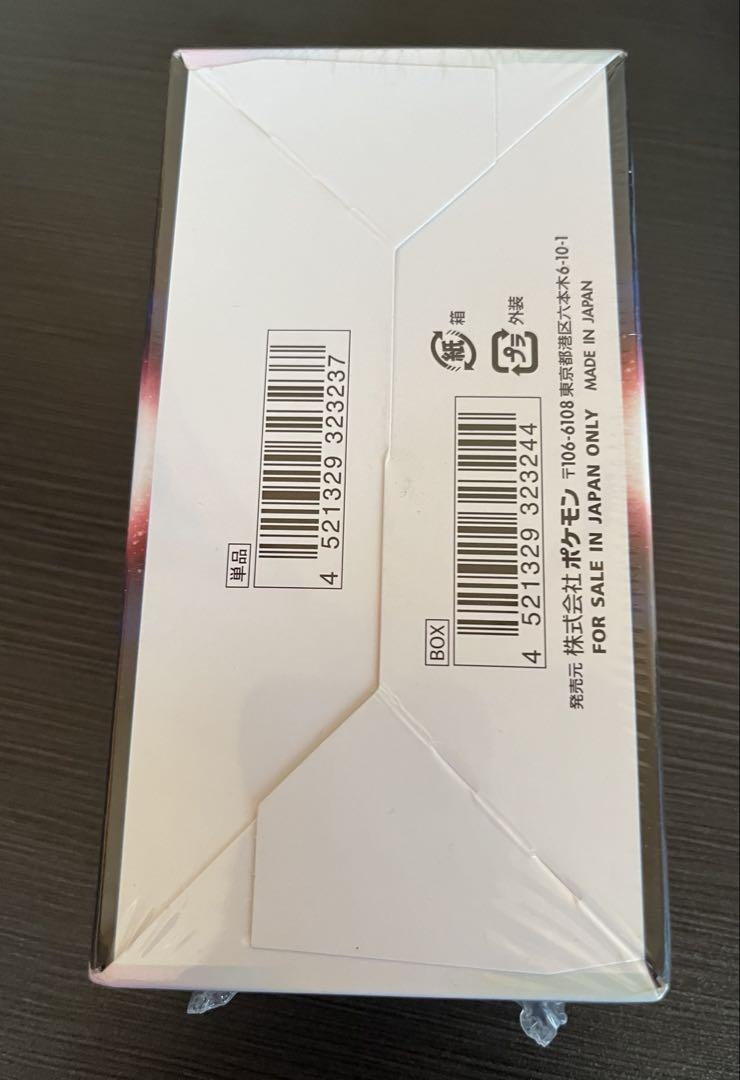 単品
4 521329 323237
BOX
4 521329 323244
紙 箱
プラ 外装
発売元 株式会社 ポケモン 〒106-6108 東京都港区六本木6-10-1
FOR SALE IN JAPAN ONLY MADE IN JAPAN